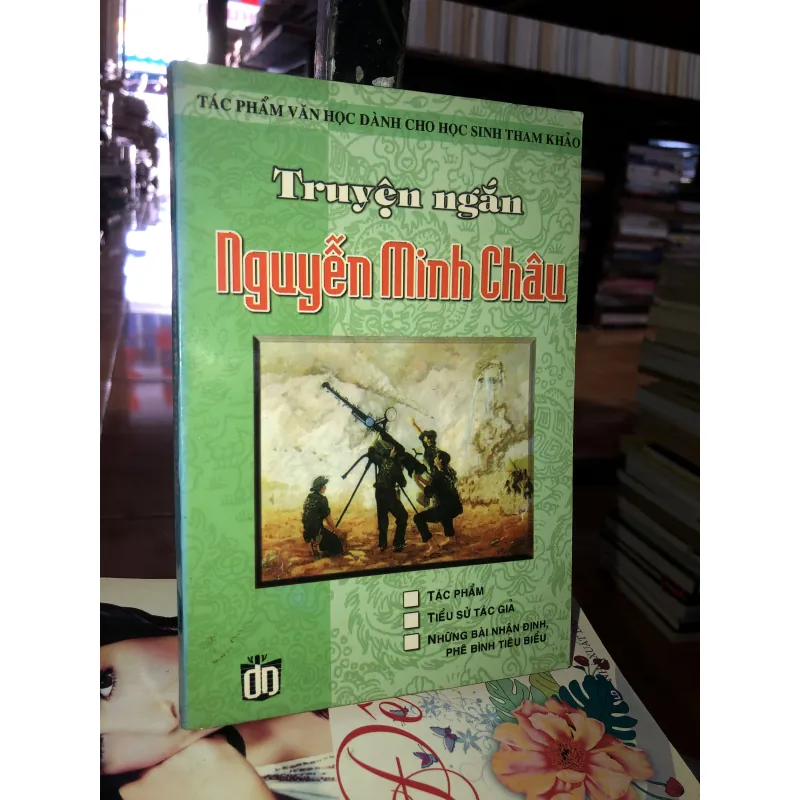 TÁC PHẨM VĂN HỌC DÀNH CHO HỌC SINH THAM KHẢO
Truyện ngắn
Nguyễn Minh Châu
TÁC PHẨM
TIỂU SỬ TÁC GIẢ
NHỮNG BÀI NHẬN ĐỊNH,
PHÊ BÌNH TIÊU BIỂU